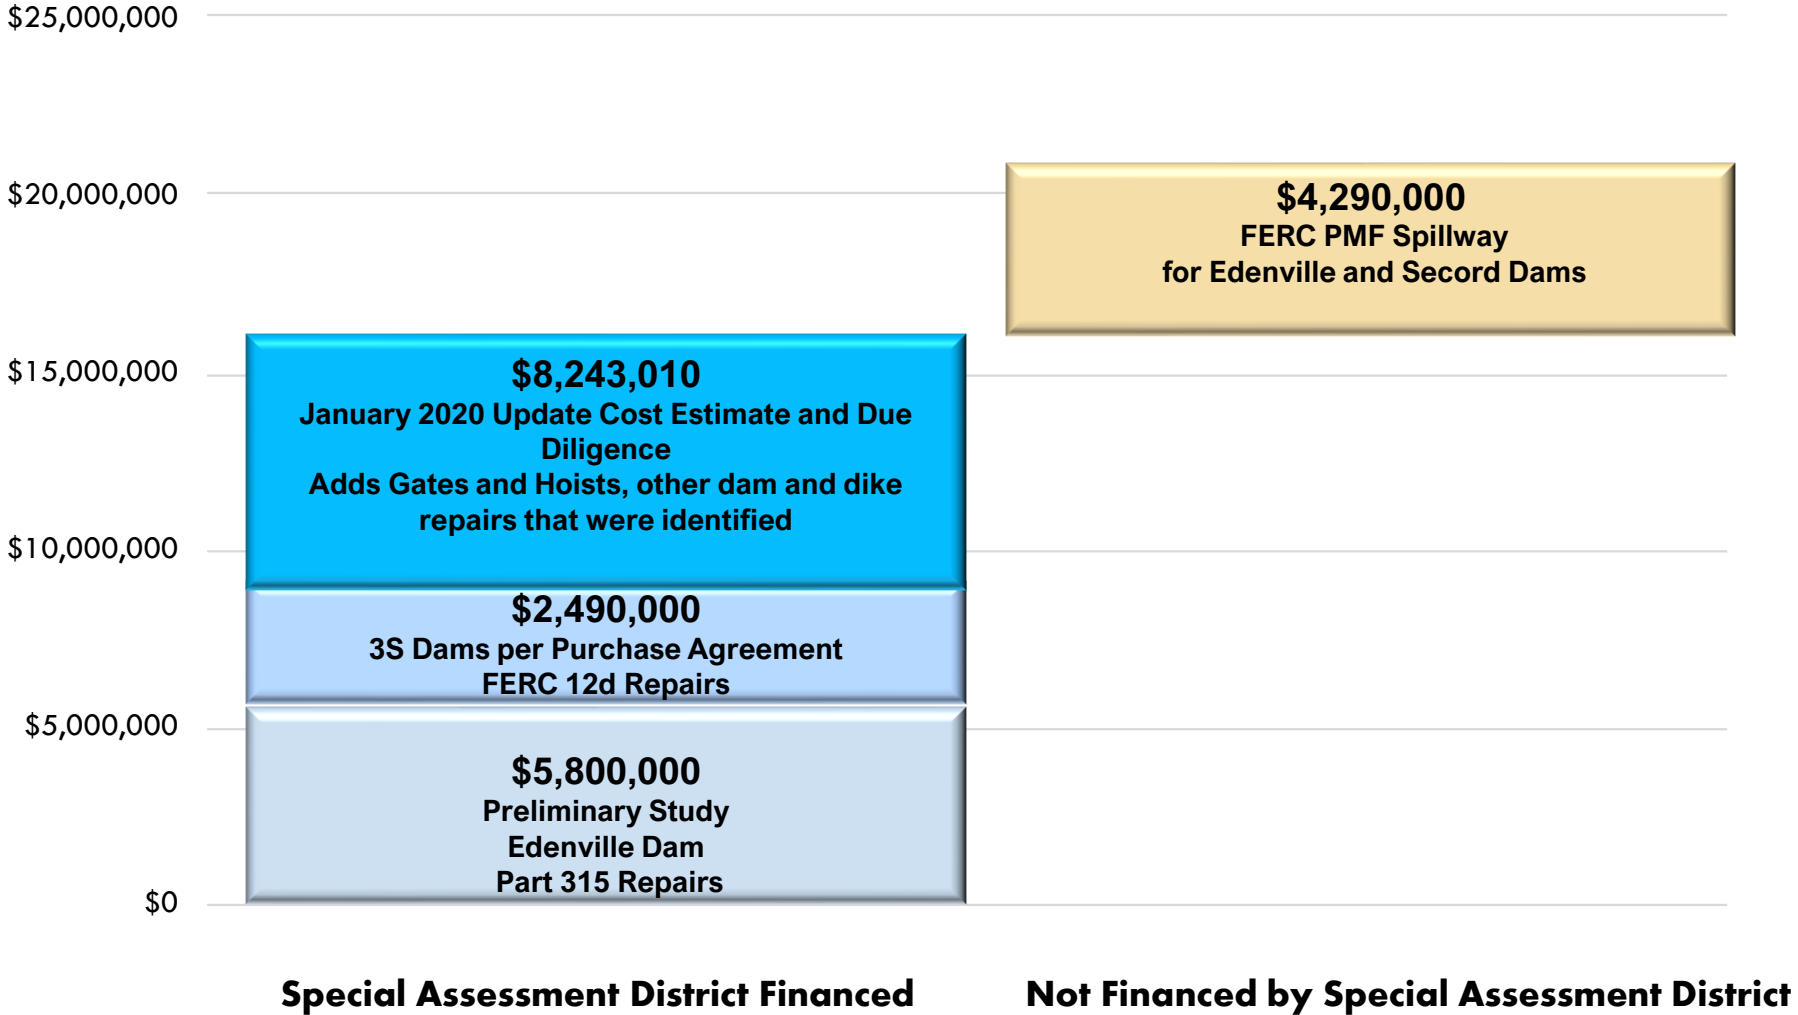 $25,000,000
$20,000,000
$15,000,000
$10,000,000
$5,000,000
$0
$4,290,000
FERC PMF Spillway
for Edenville and Secord Dams
$8,243,010
January 2020 Update Cost Estimate and Due
Diligence
Adds Gates and Hoists, other dam and dike
repairs that were identified
$2,490,000
3S Dams per Purchase Agreement
FERC 12d Repairs
$5,800,000
Preliminary Study
Edenville Dam
Part 315 Repairs
Special Assessment District Financed
Not Financed by Special Assessment District